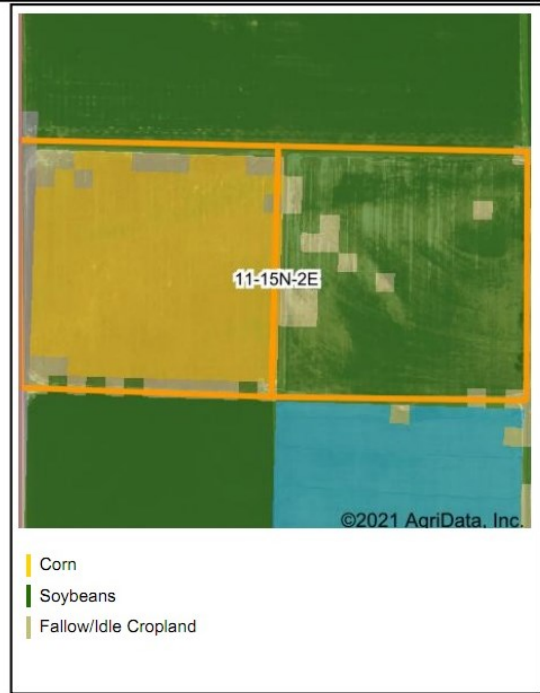 11-15N-2E
©2021 AgriData, Inc.
Corn
Soybeans
Fallow/Idle Cropland